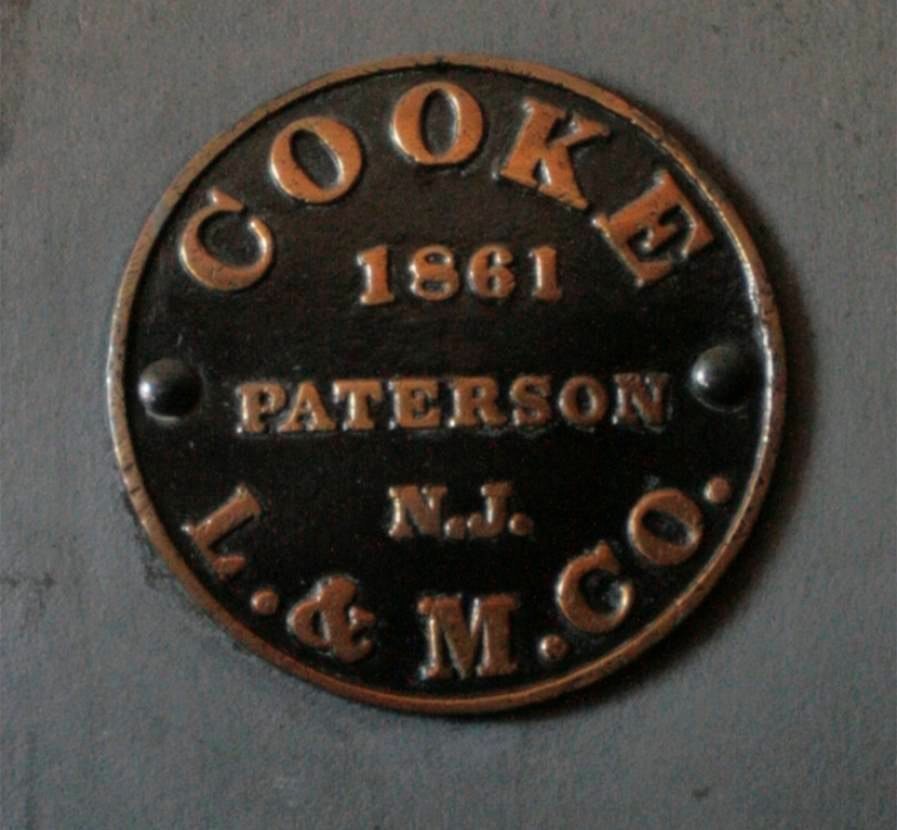 COOKE
1861
PATERSON
N.J.
L. & M. CO.